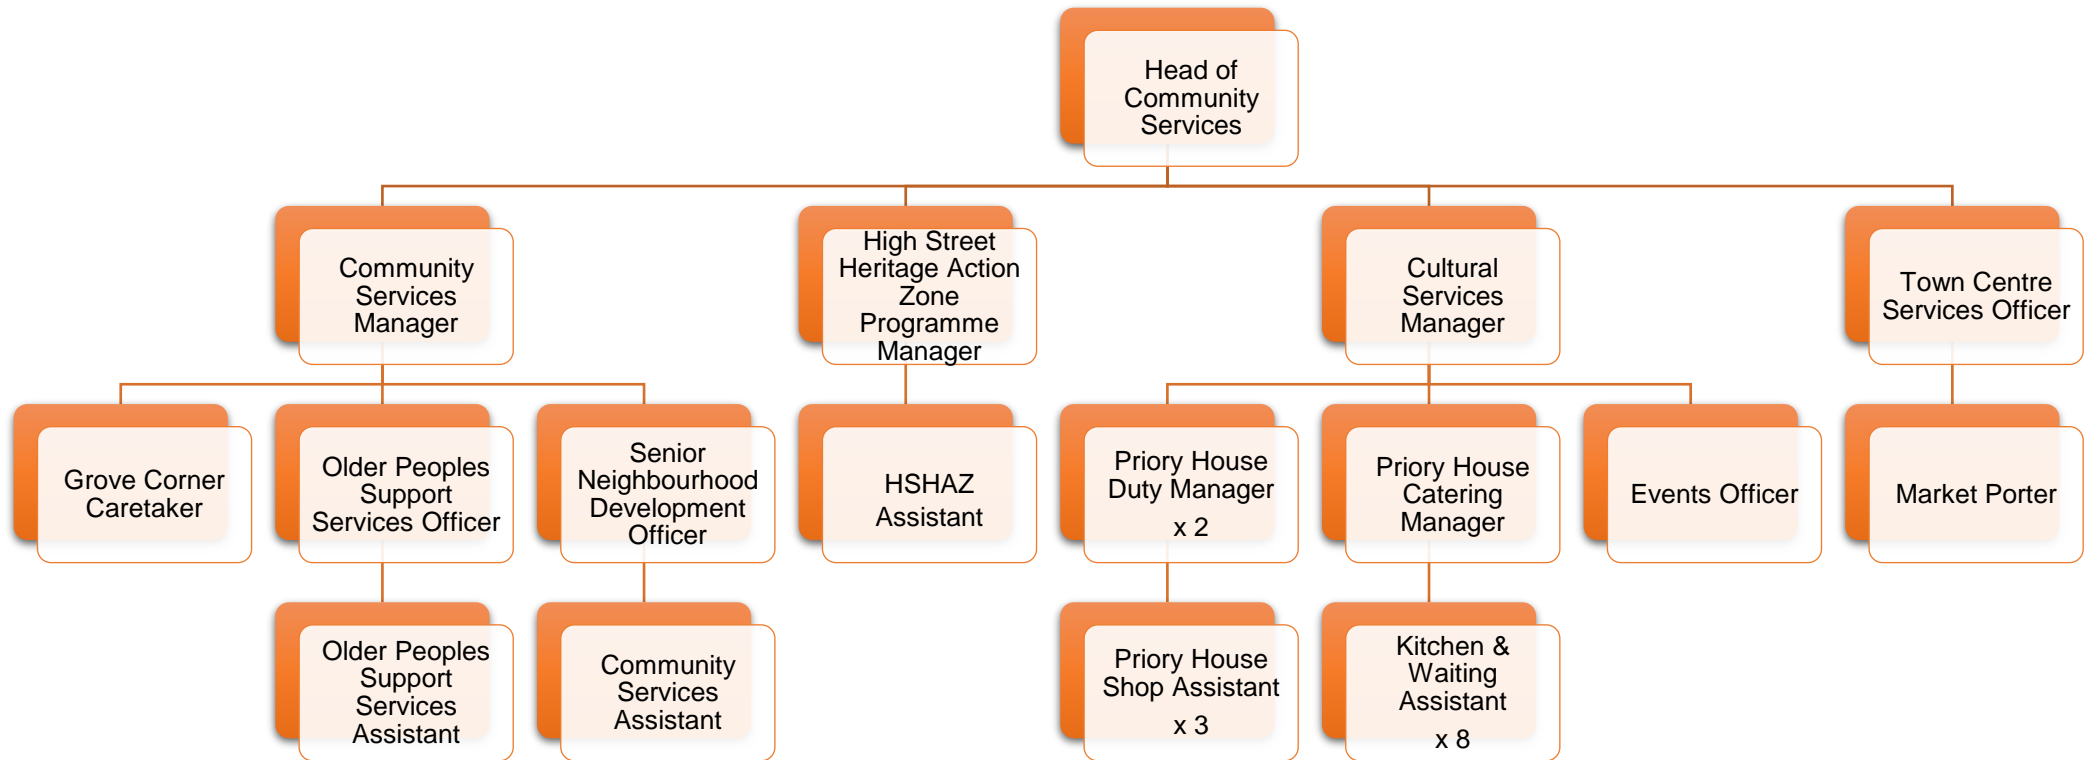 Head of
Community
Services
Community
Services
Manager
High Street
Heritage Action
Zone
Programme
Manager
Cultural
Services
Manager
Town Centre
Services Officer
Grove Corner
Caretaker
Older Peoples
Support
Services Officer
Senior
Neighbourhood
Development
Officer
HSHAZ
Assistant
Priory House
Duty Manager
x 2
Priory House
Catering
Manager
Events Officer
Market Porter
Older Peoples
Support
Services
Assistant
Community
Services
Assistant
Priory House
Shop Assistant
x 3
Kitchen &
Waiting
Assistant
x 8